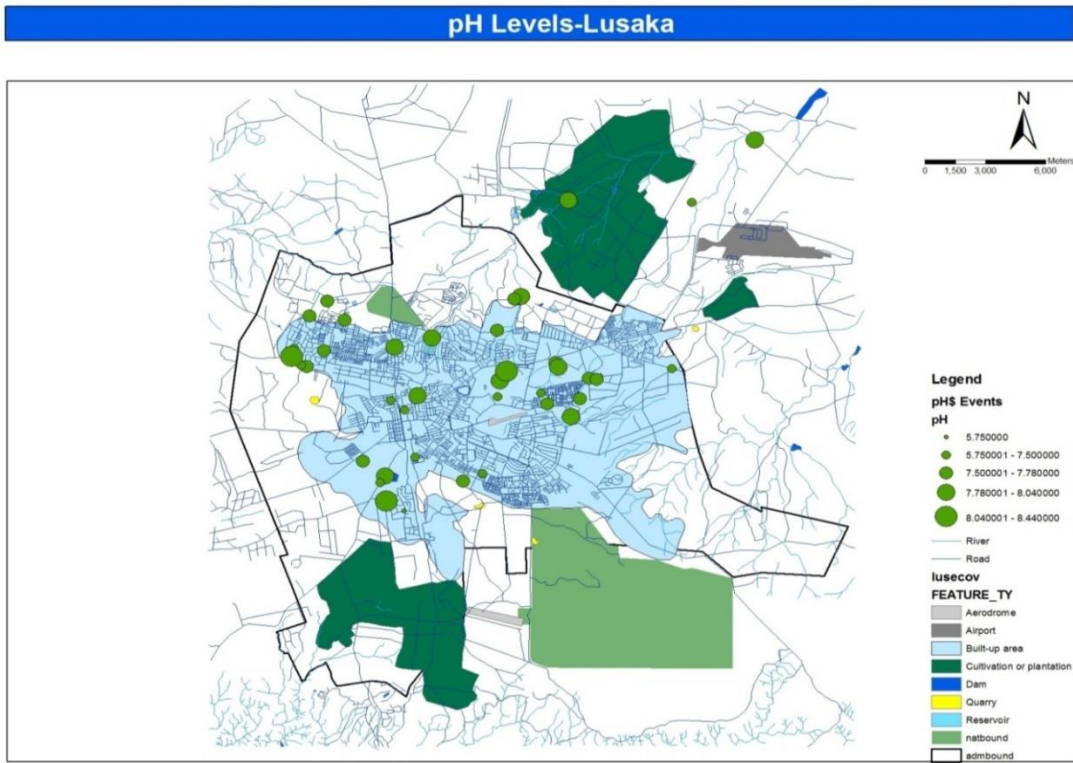 pH Levels-Lusaka
N
Meters
0 1,500 3,000 6,000
Legend
pH$ Events
pH
5.750000
5.750001 - 7.500000
7.500001 - 7.780000
7.780001 - 8.040000
8.040001 - 8.440000
River
Road
lusecov
FEATURE_TY
Aerodrome
Airport
Built-up area
Cultivation or plantation
Dam
Quarry
Reservoir
natbound
admbound